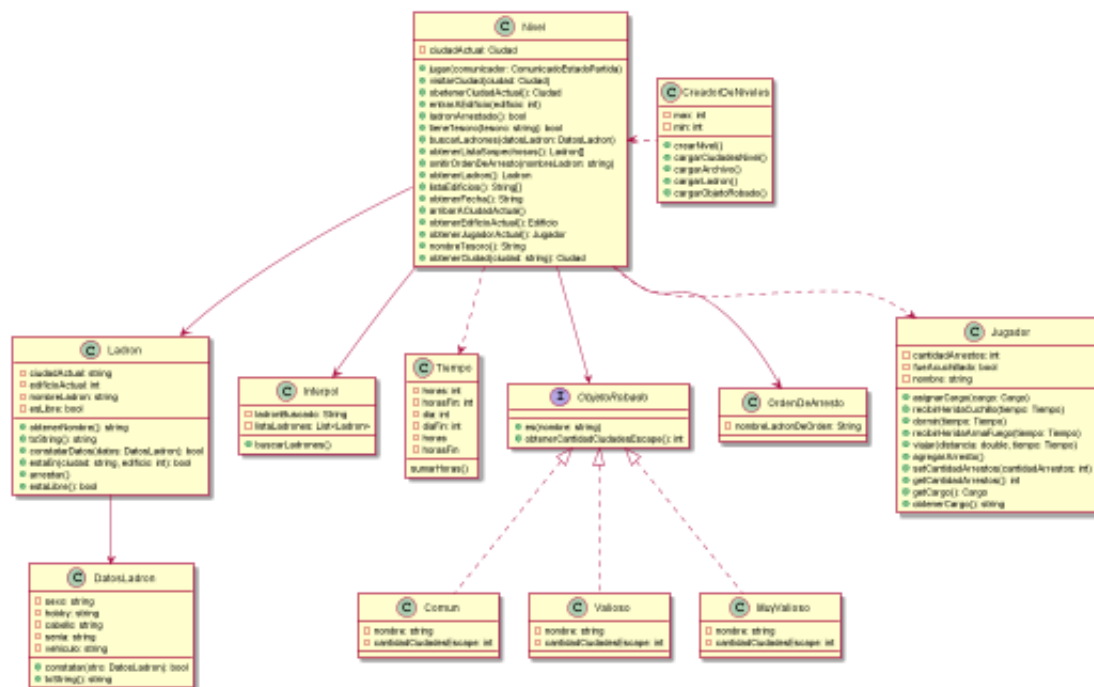 C Nivel
ciudadActual: Ciudad
jugar(comunicador: ComunicadoEstadoPartida)
visitarCiudad(ciudad: Ciudad)
obetenerCiudadActual(): Ciudad
entrarAEdificio(edificio: int)
ladronArrestado(): bool
tieneTesoro(tesoro: string): bool
buscarLadrones(datosLadron: DatosLadron)
obtenerListaSospechosos(): Ladron[]
emitirOrdenDeArresto(nombreLadron: string)
obtenerLadron(): Ladron
listaEdificios(): String[]
obtenerFecha(): String
arribarACiudadActual()
obtenerEdificioActual(): Edificio
obtenerJugadorActual(): Jugador
nombreTesoro(): String
obtenerCiudad(ciudad: string): Ciudad
C CreadorDeNiveles
max: int
min: int
crearNivel()
cargarCiudadesNivel()
cargarArchivo()
cargarLadron()
cargarObjetoRobado()
C Ladron
ciudadActual: string
edificioActual: int
nombreLadron: string
esLibre: bool
obtenerNombre(): string
toString(): string
constatarDatos(datos: DatosLadron): bool
estaEn(ciudad: string, edificio: int): bool
arrestar()
estaLibre(): bool
C Interpol
ladronBuscado: String
listaLadrones: List<Ladron>
buscarLadrones()
C Tiempo
horas: int
horasFin: int
dia: int
diaFin: int
horas
horasFin
sumarHoras()
I ObjetoRobado
es(nombre: string)
obtenerCantidadCiudadesEscape(): int
C OrdenDeArresto
nombreLadronDeOrden: String
C Jugador
cantidadArrestos: int
fueAcuchillado: bool
nombre: string
asignarCargo(cargo: Cargo)
recibirHeridaCuchillo(tiempo: Tiempo)
dormir(tiempo: Tiempo)
recibirHeridaArmaFuego(tiempo: Tiempo)
viajar(distancia: double, tiempo: Tiempo)
agregarArresto()
setCantidadArrestos(cantidadArrestos: int)
getCantidadArrestos(): int
getCargo(): Cargo
obtenerCargo(): string
C DatosLadron
sexo: string
hobby: string
cabello: string
senia: string
vehiculo: string
constatar(otro: DatosLadron): bool
toString(): string
C Comun
nombre: string
cantidadCiudadesEscape: int
C Valioso
nombre: string
cantidadCiudadesEscape: int
C MuyValioso
nombre: string
cantidadCiudadesEscape: int